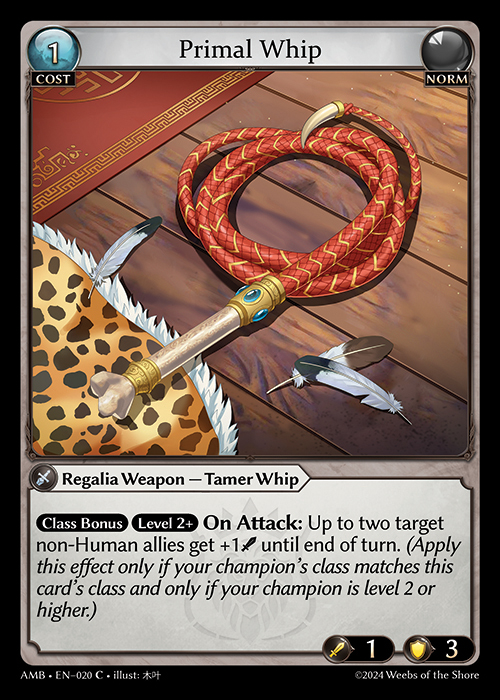 1
Primal Whip
COST
NORM
Regalia Weapon — Tamer Whip
Class Bonus Level 2+ On Attack: Up to two target
non-Human allies get +1 until end of turn. (Apply
this effect only if your champion's class matches this
card's class and only if your champion is level 2 or
higher.)
1
3
AMB • EN-020 C • illust: 木叶
©2024 Weebs of the Shore